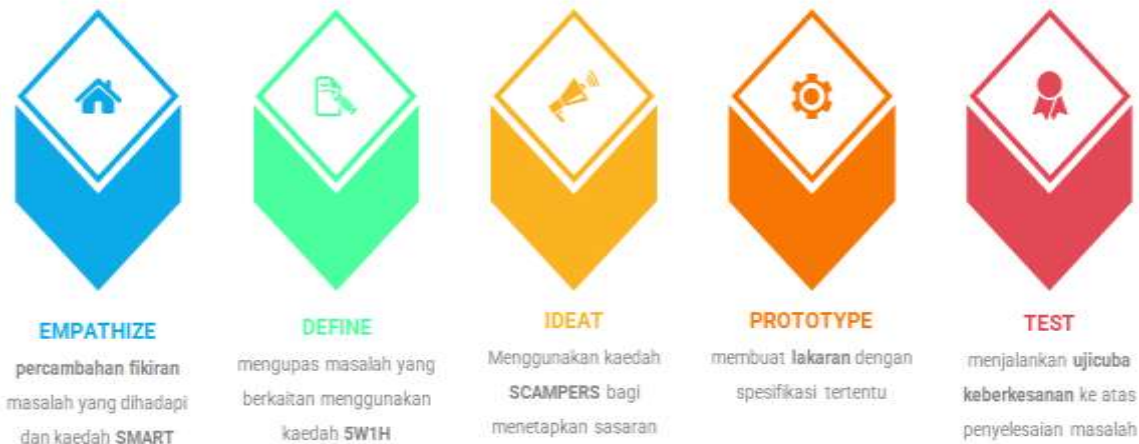 EMPATHIZE
percambahan fikiran
masalah yang dihadapi
dan kaedah SMART
DEFINE
mengupas masalah yang
berkaitan menggunakan
kaedah 5W1H
IDEAT
Menggunakan kaedah
SCAMPERS bagi
menetapkan sasaran
PROTOTYPE
membuat lakaran dengan
spesifikasi tertentu
TEST
menjalankan ujicuba
keberkesanan ke atas
penyelesaian masalah